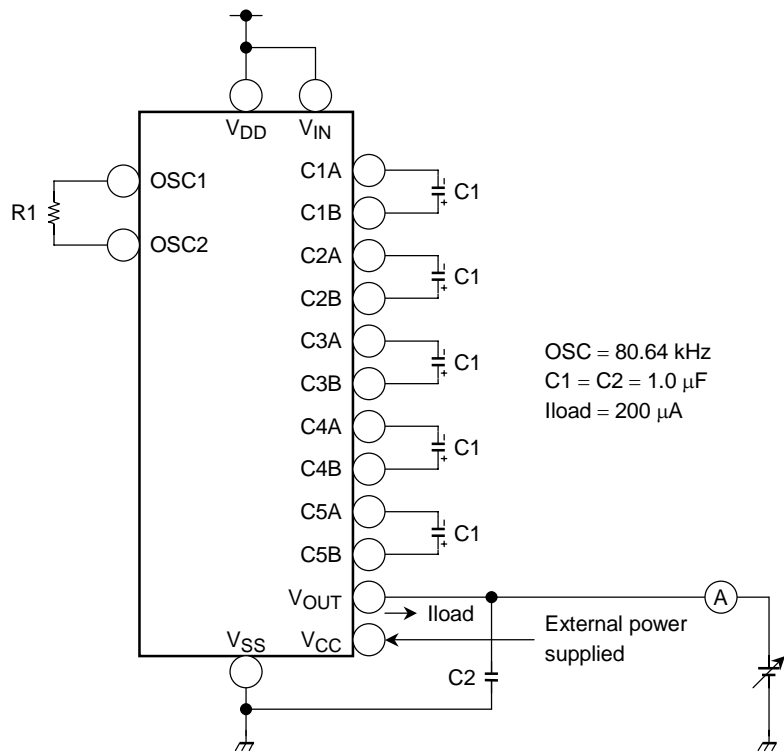 VDD
VIN
OSC1
OSC2
R1
C1A
C1B
C1
C2A
C2B
C1
C3A
C3B
C1
C4A
C4B
C1
C5A
C5B
C1
OSC = 80.64 kHz
C1 = C2 = 1.0 μF
Iload = 200 μA
VOUT
Iload
A
VSS
VCC
External power
supplied
C2